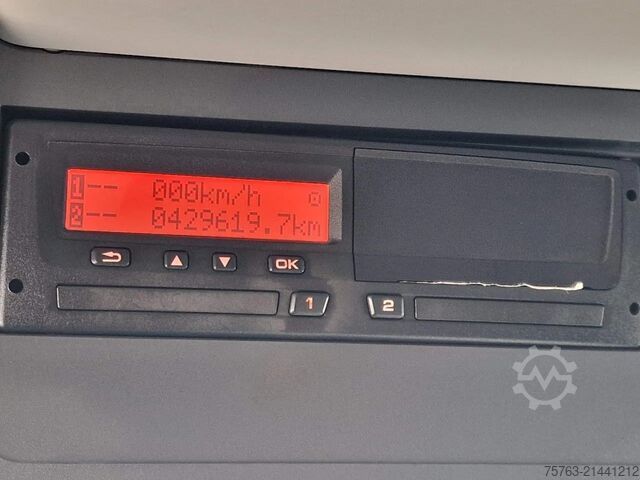 1-- 000km/h
2-- 0429619.7km
OK
1
2
75763-21441212